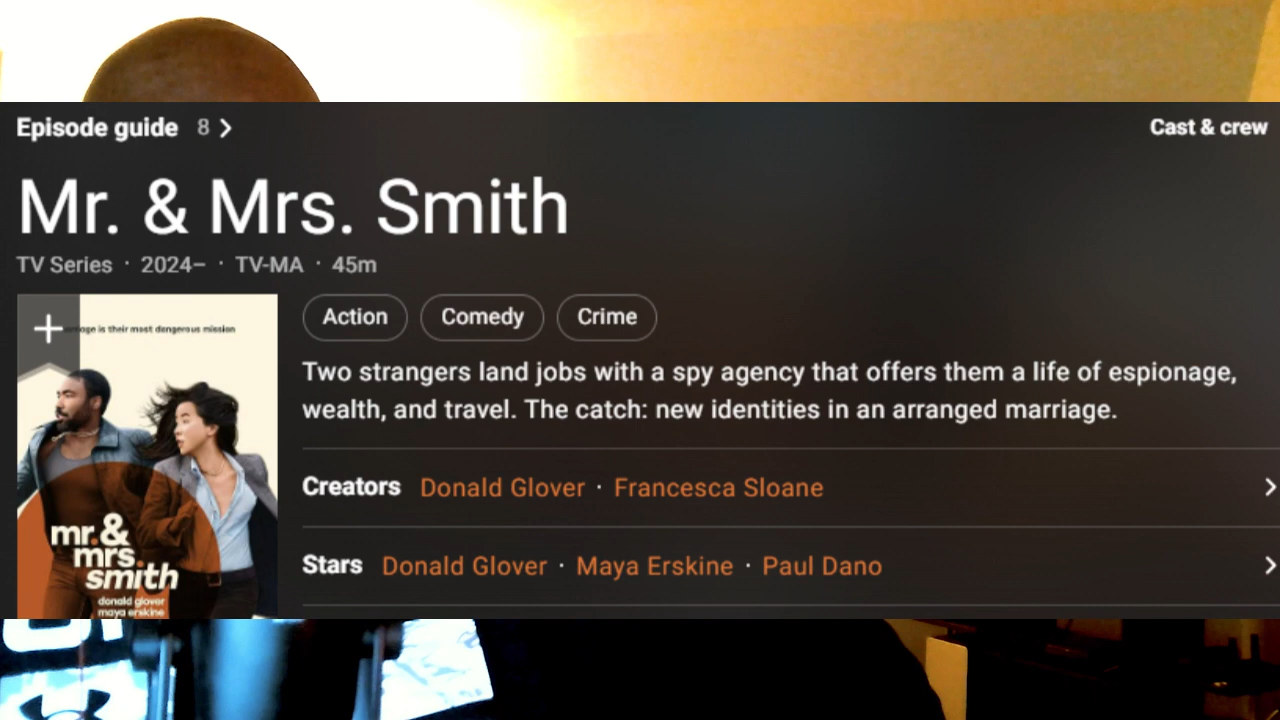 Episode guide 8
Cast & crew
Mr. & Mrs. Smith
TV Series · 2024– · TV-MA · 45m
is their most dangerous mission
Action Comedy Crime
Two strangers land jobs with a spy agency that offers them a life of espionage,
wealth, and travel. The catch: new identities in an arranged marriage.
Creators Donald Glover · Francesca Sloane
Stars Donald Glover · Maya Erskine · Paul Dano
mr.&
mrs.
smith
donald glover
maya erskine